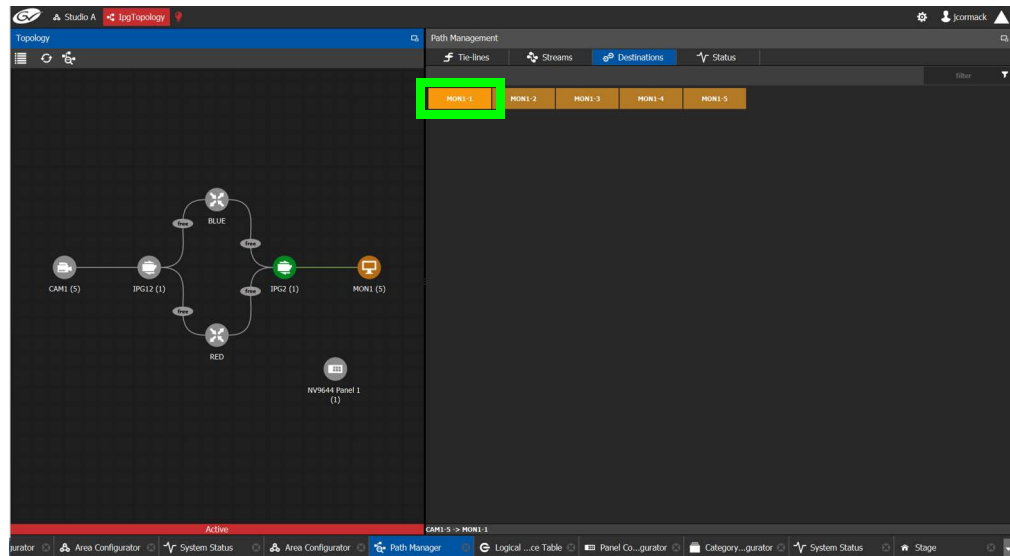 GV Studio A IpgTopology jcormack
Topology
Path Management
Tie-lines Streams Destinations Status
filter
MON1-1 MON1-2 MON1-3 MON1-4 MON1-5
BLUE
free
free
CAM1 (5) IPG12 (1) IPG2 (1) MON1 (5)
free
free
RED
NV9644 Panel 1
(1)
Active
CAM1-5 -> MON1-1
urator Area Configurator System Status Area Configurator Path Manager Logical ...ce Table Panel Co...gurator Category...gurator System Status Stage